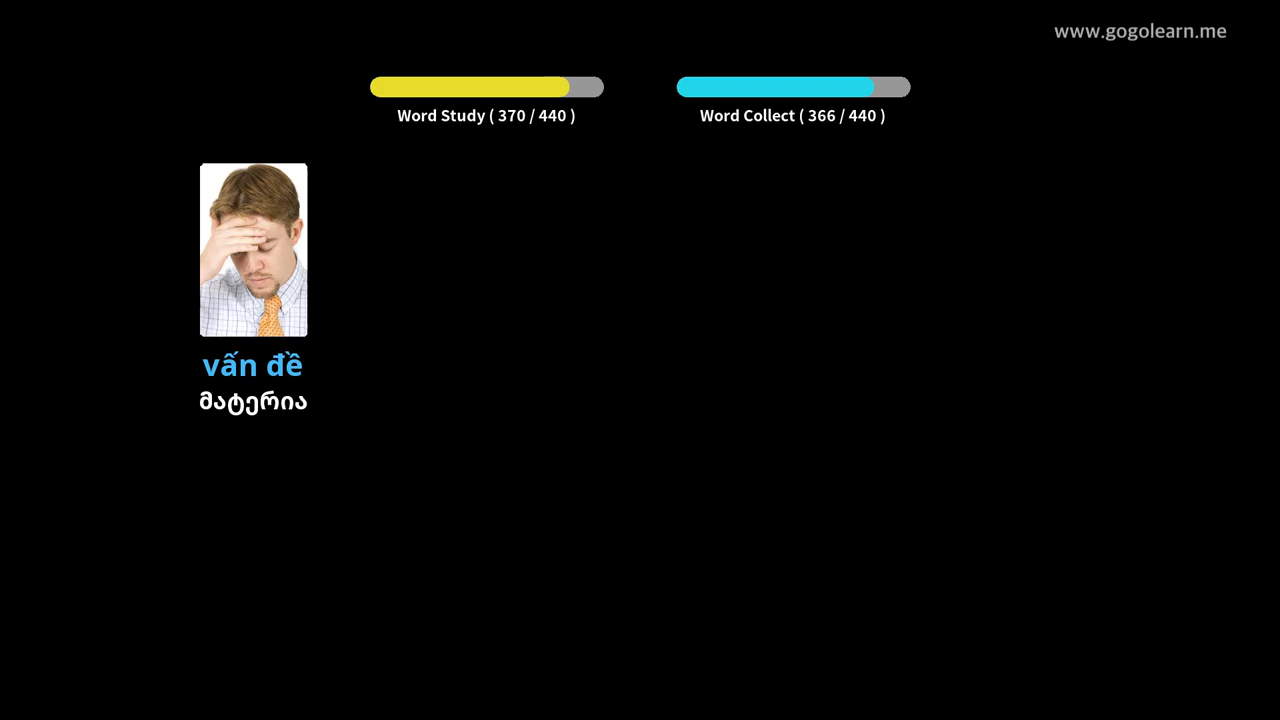 www.gogolearn.me
Word Study ( 370 / 440 )
Word Collect ( 366 / 440 )
vấn đề
მატერია